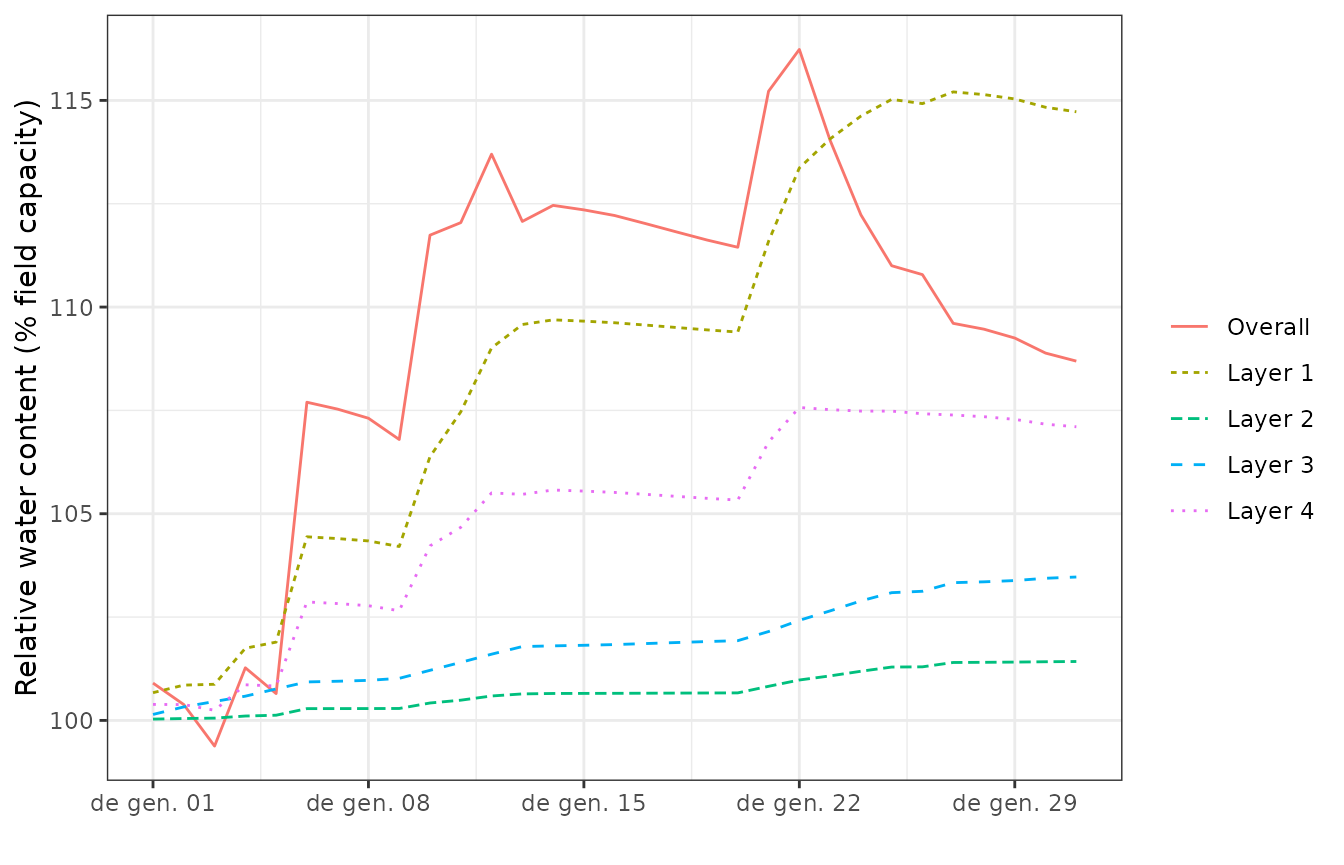 Relative water content (% field capacity)
115
110
105
100
de gen. 01
de gen. 08
de gen. 15
de gen. 22
de gen. 29
Overall
Layer 1
Layer 2
Layer 3
Layer 4